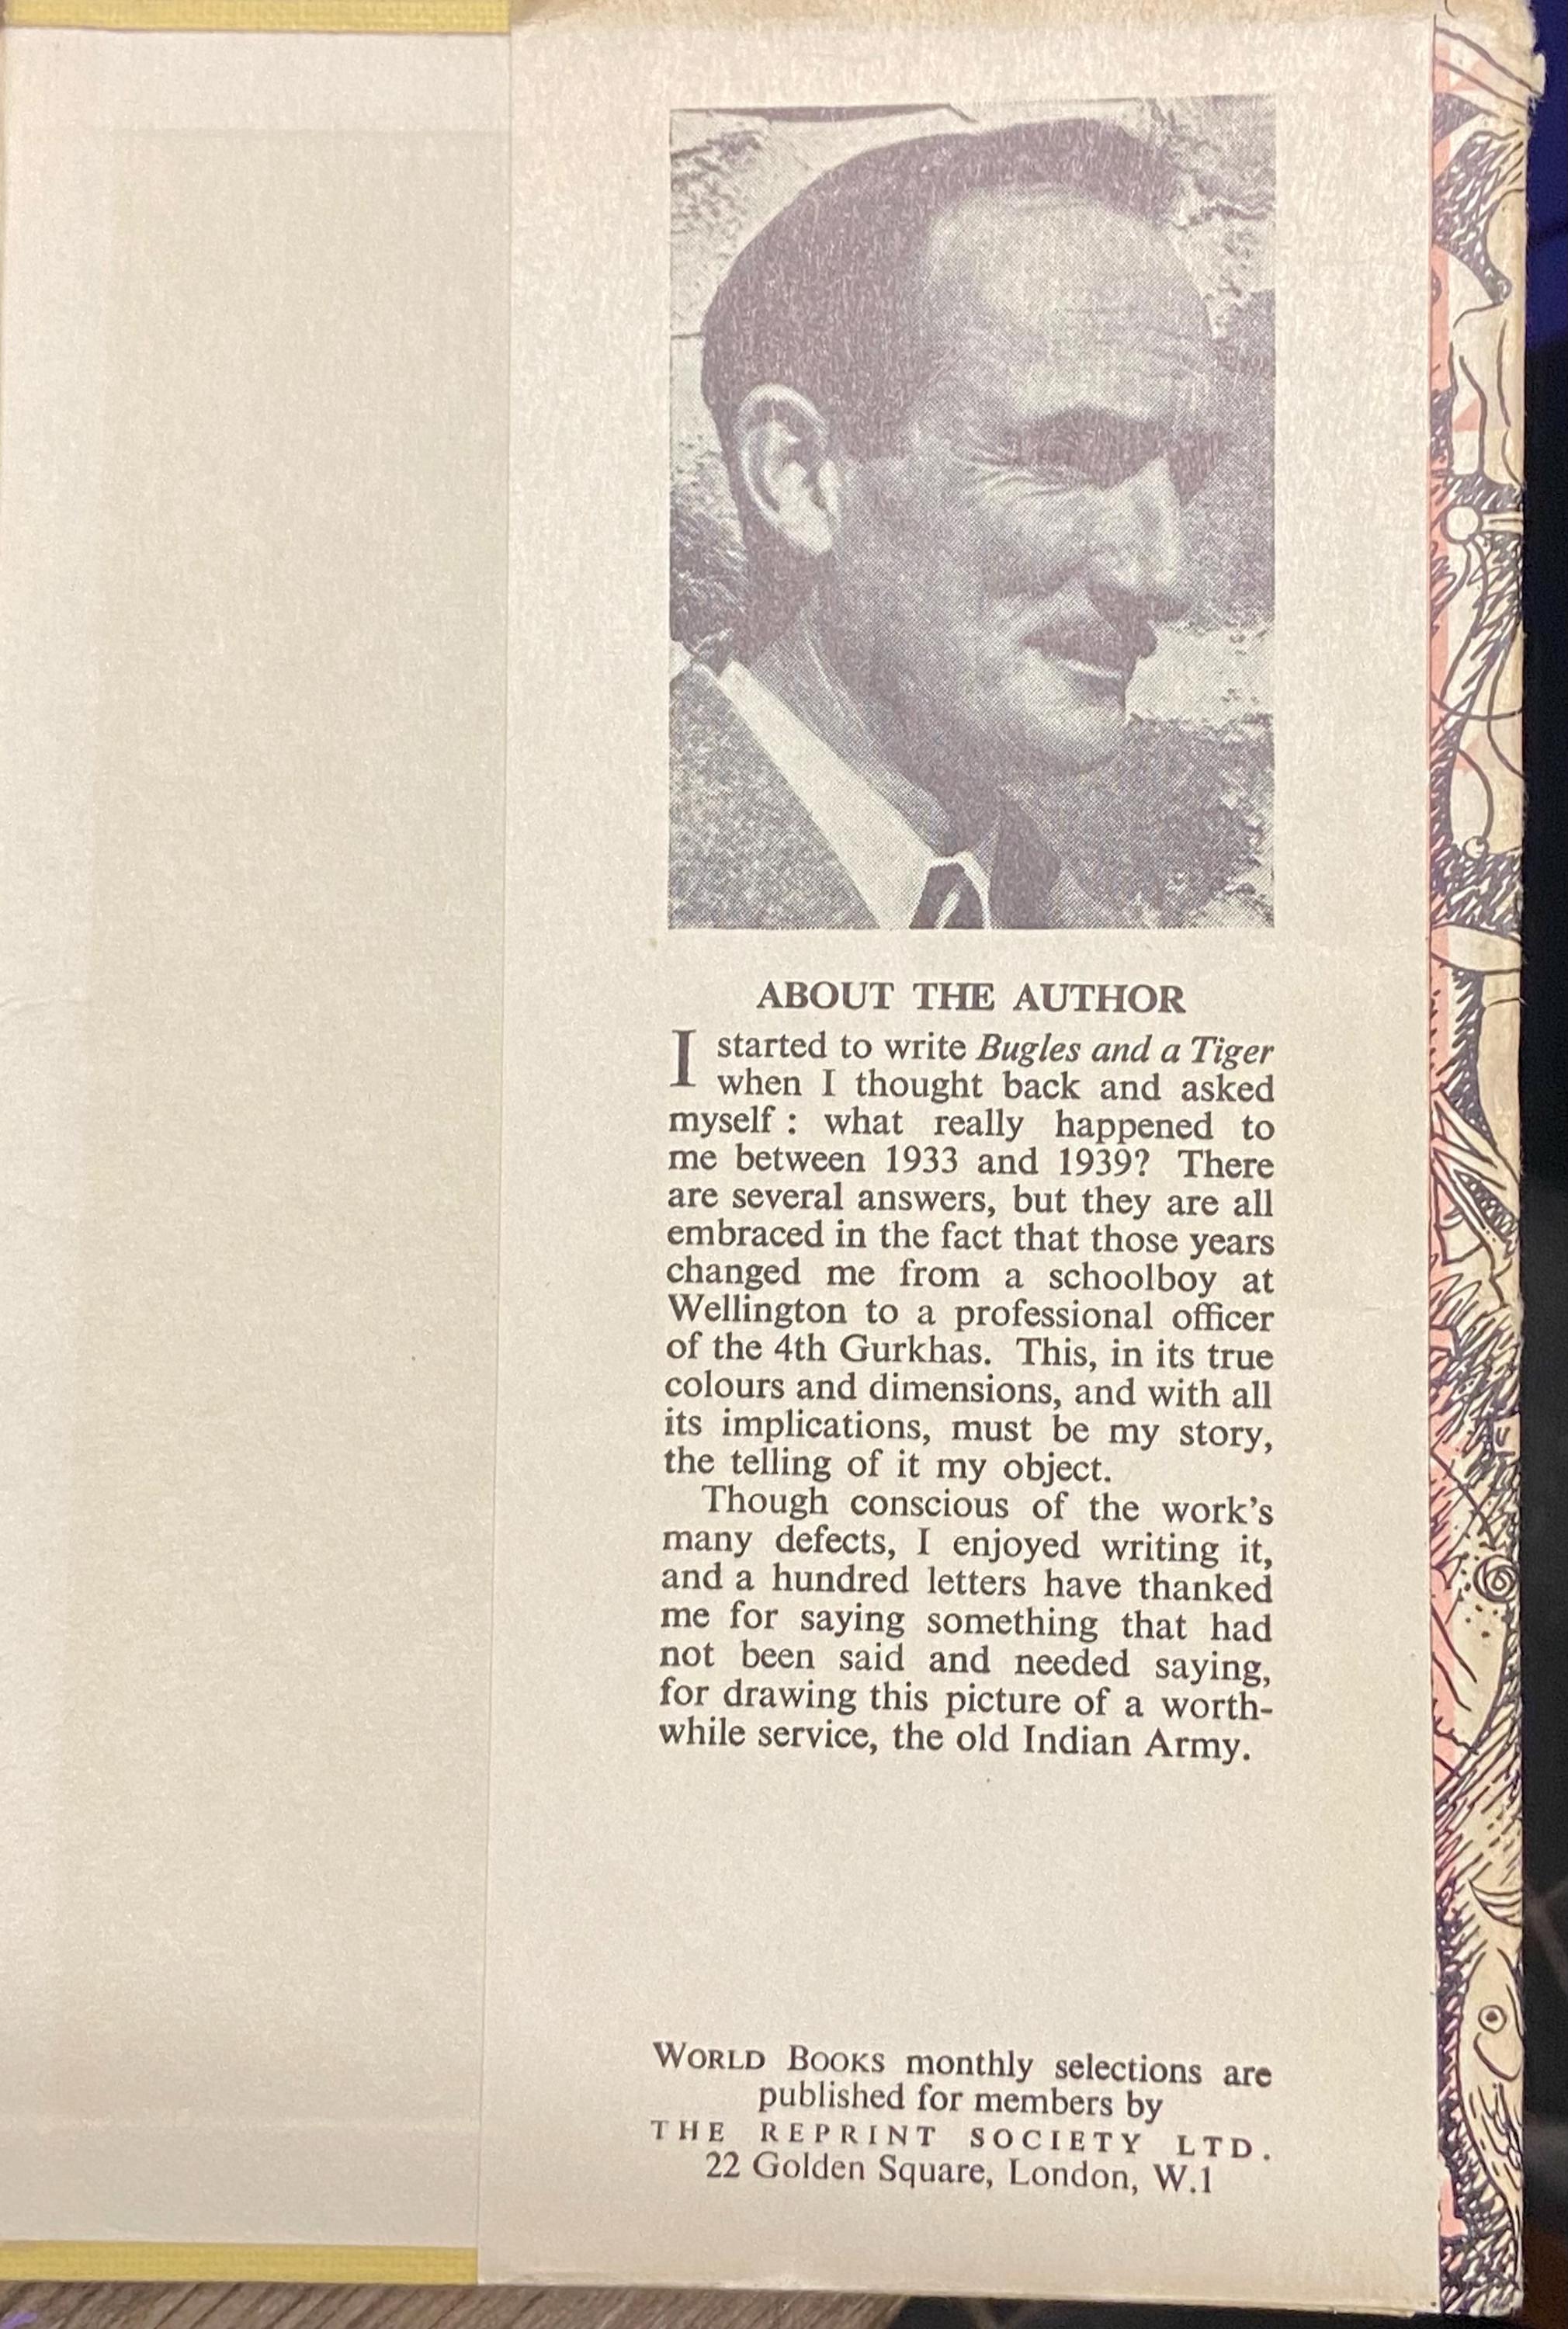 ABOUT THE AUTHOR
I started to write Bugles and a Tiger
when I thought back and asked
myself : what really happened to
me between 1933 and 1939? There
are several answers, but they are all
embraced in the fact that those years
changed me from a schoolboy at
Wellington to a professional officer
of the 4th Gurkhas. This, in its true
colours and dimensions, and with all
its implications, must be my story,
the telling of it my object.
Though conscious of the work's
many defects, I enjoyed writing it,
and a hundred letters have thanked
me for saying something that had
not been said and needed saying,
for drawing this picture of a worth-
while service, the old Indian Army.
WORLD BOOKS monthly selections are
published for members by
THE REPRINT SOCIETY LTD.
22 Golden Square, London, W.1